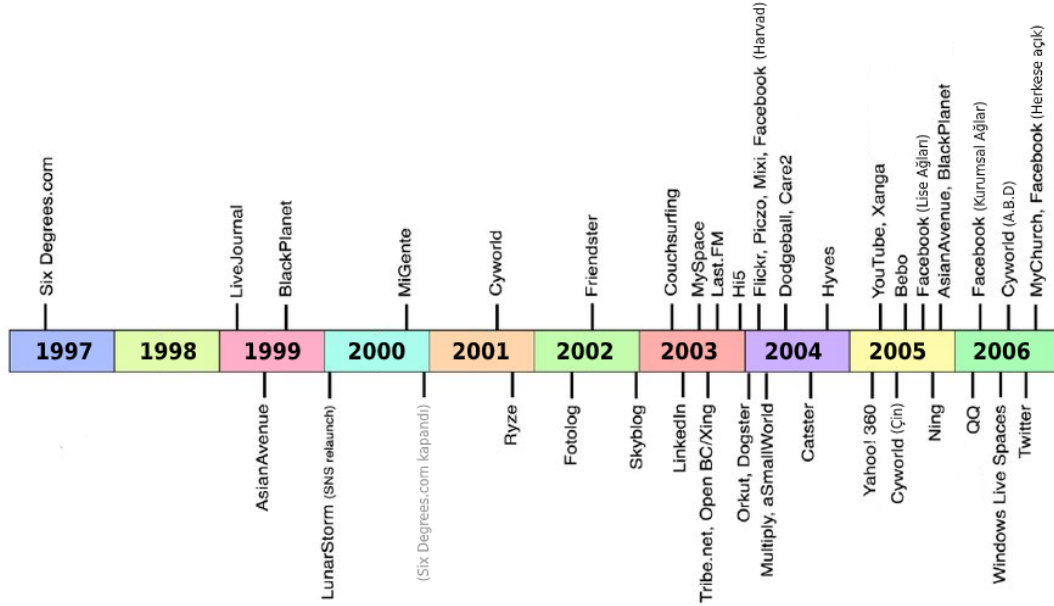 Six Degrees.com
LiveJournal
BlackPlanet
MiGente
Cyworld
Friendster
Couchsurfing
MySpace
Last.FM
Hi5
Flickr, Piczo, Mixi, Facebook (Harvad)
Dodgeball, Care2
Hyves
YouTube, Xanga
Bebo
Facebook (Lise Ağları)
AsianAvenue, BlackPlanet
Facebook (Kurumsal Ağlar)
Cyworld (A.B.D)
MyChurch, Facebook (Herkese açık)
1997
1998
1999
2000
2001
2002
2003
2004
2005
2006
AsianAvenue
LunarStorm (SNS relaunch)
(Six Degrees.com kapandı)
Ryze
Fotolog
Skyblog
LinkedIn
Tribe.net, Open BC/Xing
Orkut, Dogster
Multiply, aSmallWorld
Catster
Yahoo! 360
Cyworld (Çin)
Ning
QQ
Windows Live Spaces
Twitter